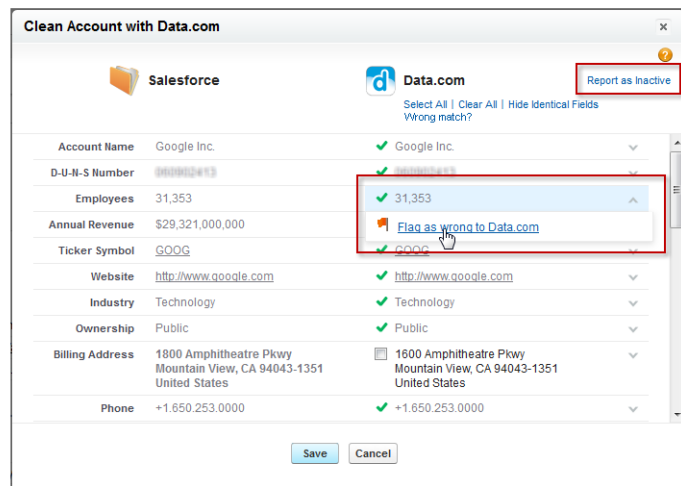 Clean Account with Data.com
Salesforce
Data.com
Report as Inactive
Select All | Clear All | Hide Identical Fields
Wrong match?
Account Name Google Inc. Google Inc.
D-U-N-S Number
Employees 31,353 31,353
Annual Revenue $29,321,000,000
Flag as wrong to Data.com
Ticker Symbol GOOG GOOG
Website http://www.google.com http://www.google.com
Industry Technology Technology
Ownership Public Public
Billing Address 1800 Amphitheatre Pkwy 1600 Amphitheatre Pkwy
Mountain View, CA 94043-1351 Mountain View, CA 94043-1351
United States United States
Phone +1.650.253.0000 +1.650.253.0000
Save Cancel